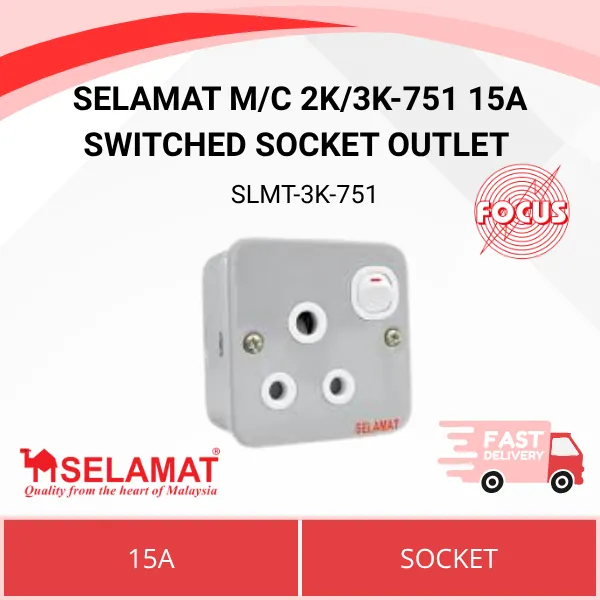 SELAMAT M/C 2K/3K-751 15A
SWITCHED SOCKET OUTLET
SLMT-3K-751
FOCUS
SELAMAT
FAST
DELIVERY
SELAMAT®
Quality from the heart of Malaysia
15A
SOCKET